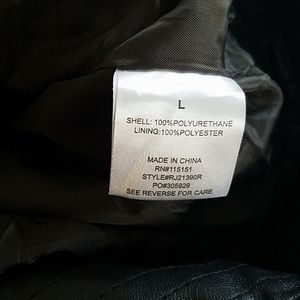 L
SHELL: 100%POLYURETHANE
LINING:100%POLYESTER
MADE IN CHINA
RN#115151
STYLE#RJ21390R
PO#305929
SEE REVERSE FOR CARE